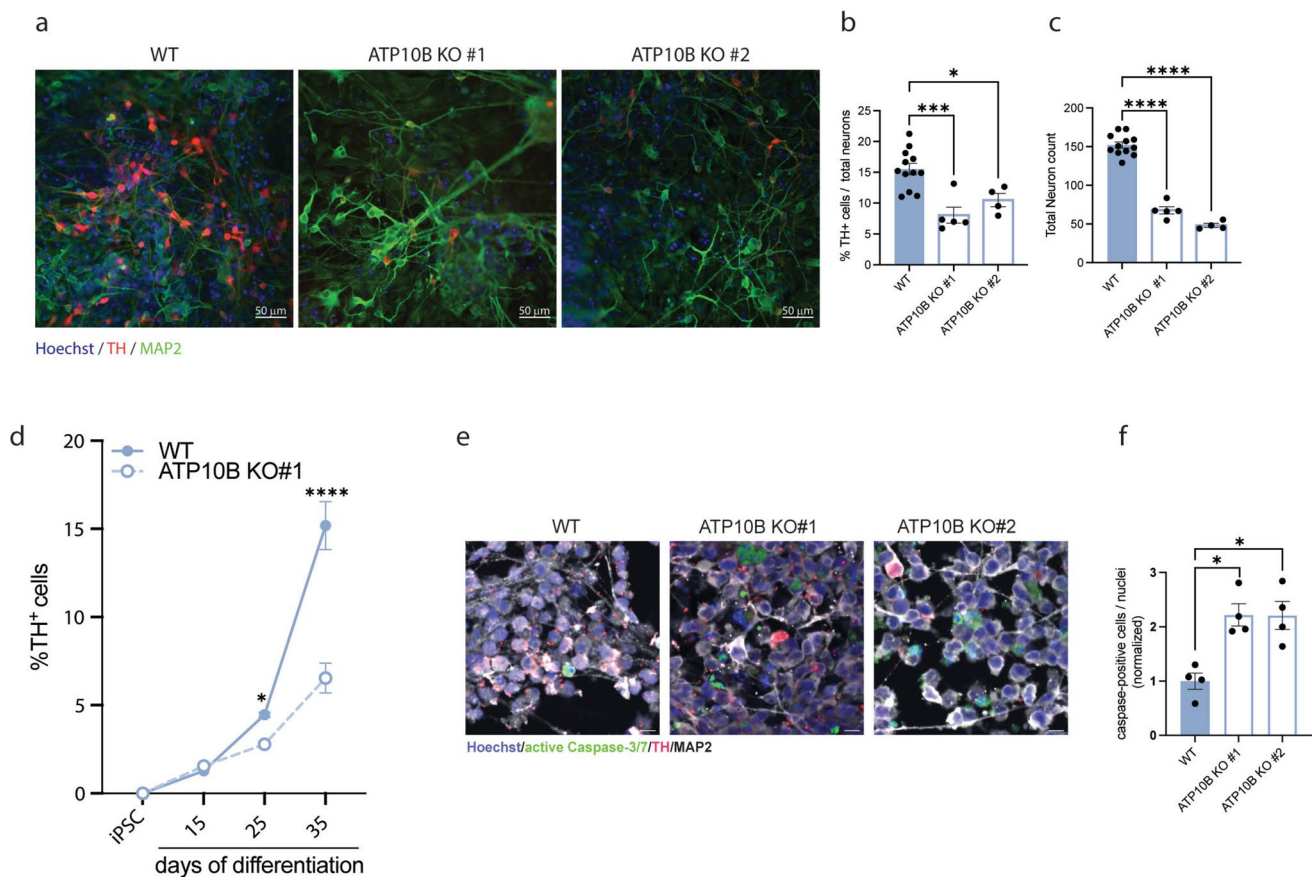 a
WT
ATP10B KO #1
ATP10B KO #2
50 µm
50 µm
50 µm
Hoechst / TH / MAP2
b
% TH+ cells / total neurons
25
20
15
10
5
0
*
***
WT
ATP10B KO #1
ATP10B KO #2
c
Total Neuron count
200
150
100
50
0
****
****
WT
ATP10B KO #1
ATP10B KO #2
d
%TH⁺ cells
20
15
10
5
0
WT
ATP10B KO#1
*
****
iPSC
15
25
35
days of differentiation
e
WT
ATP10B KO#1
ATP10B KO#2
Hoechst/active Caspase-3/7/TH/MAP2
f
caspase-positive cells / nuclei
(normalized)
3
2
1
0
*
*
WT
ATP10B KO #1
ATP10B KO #2